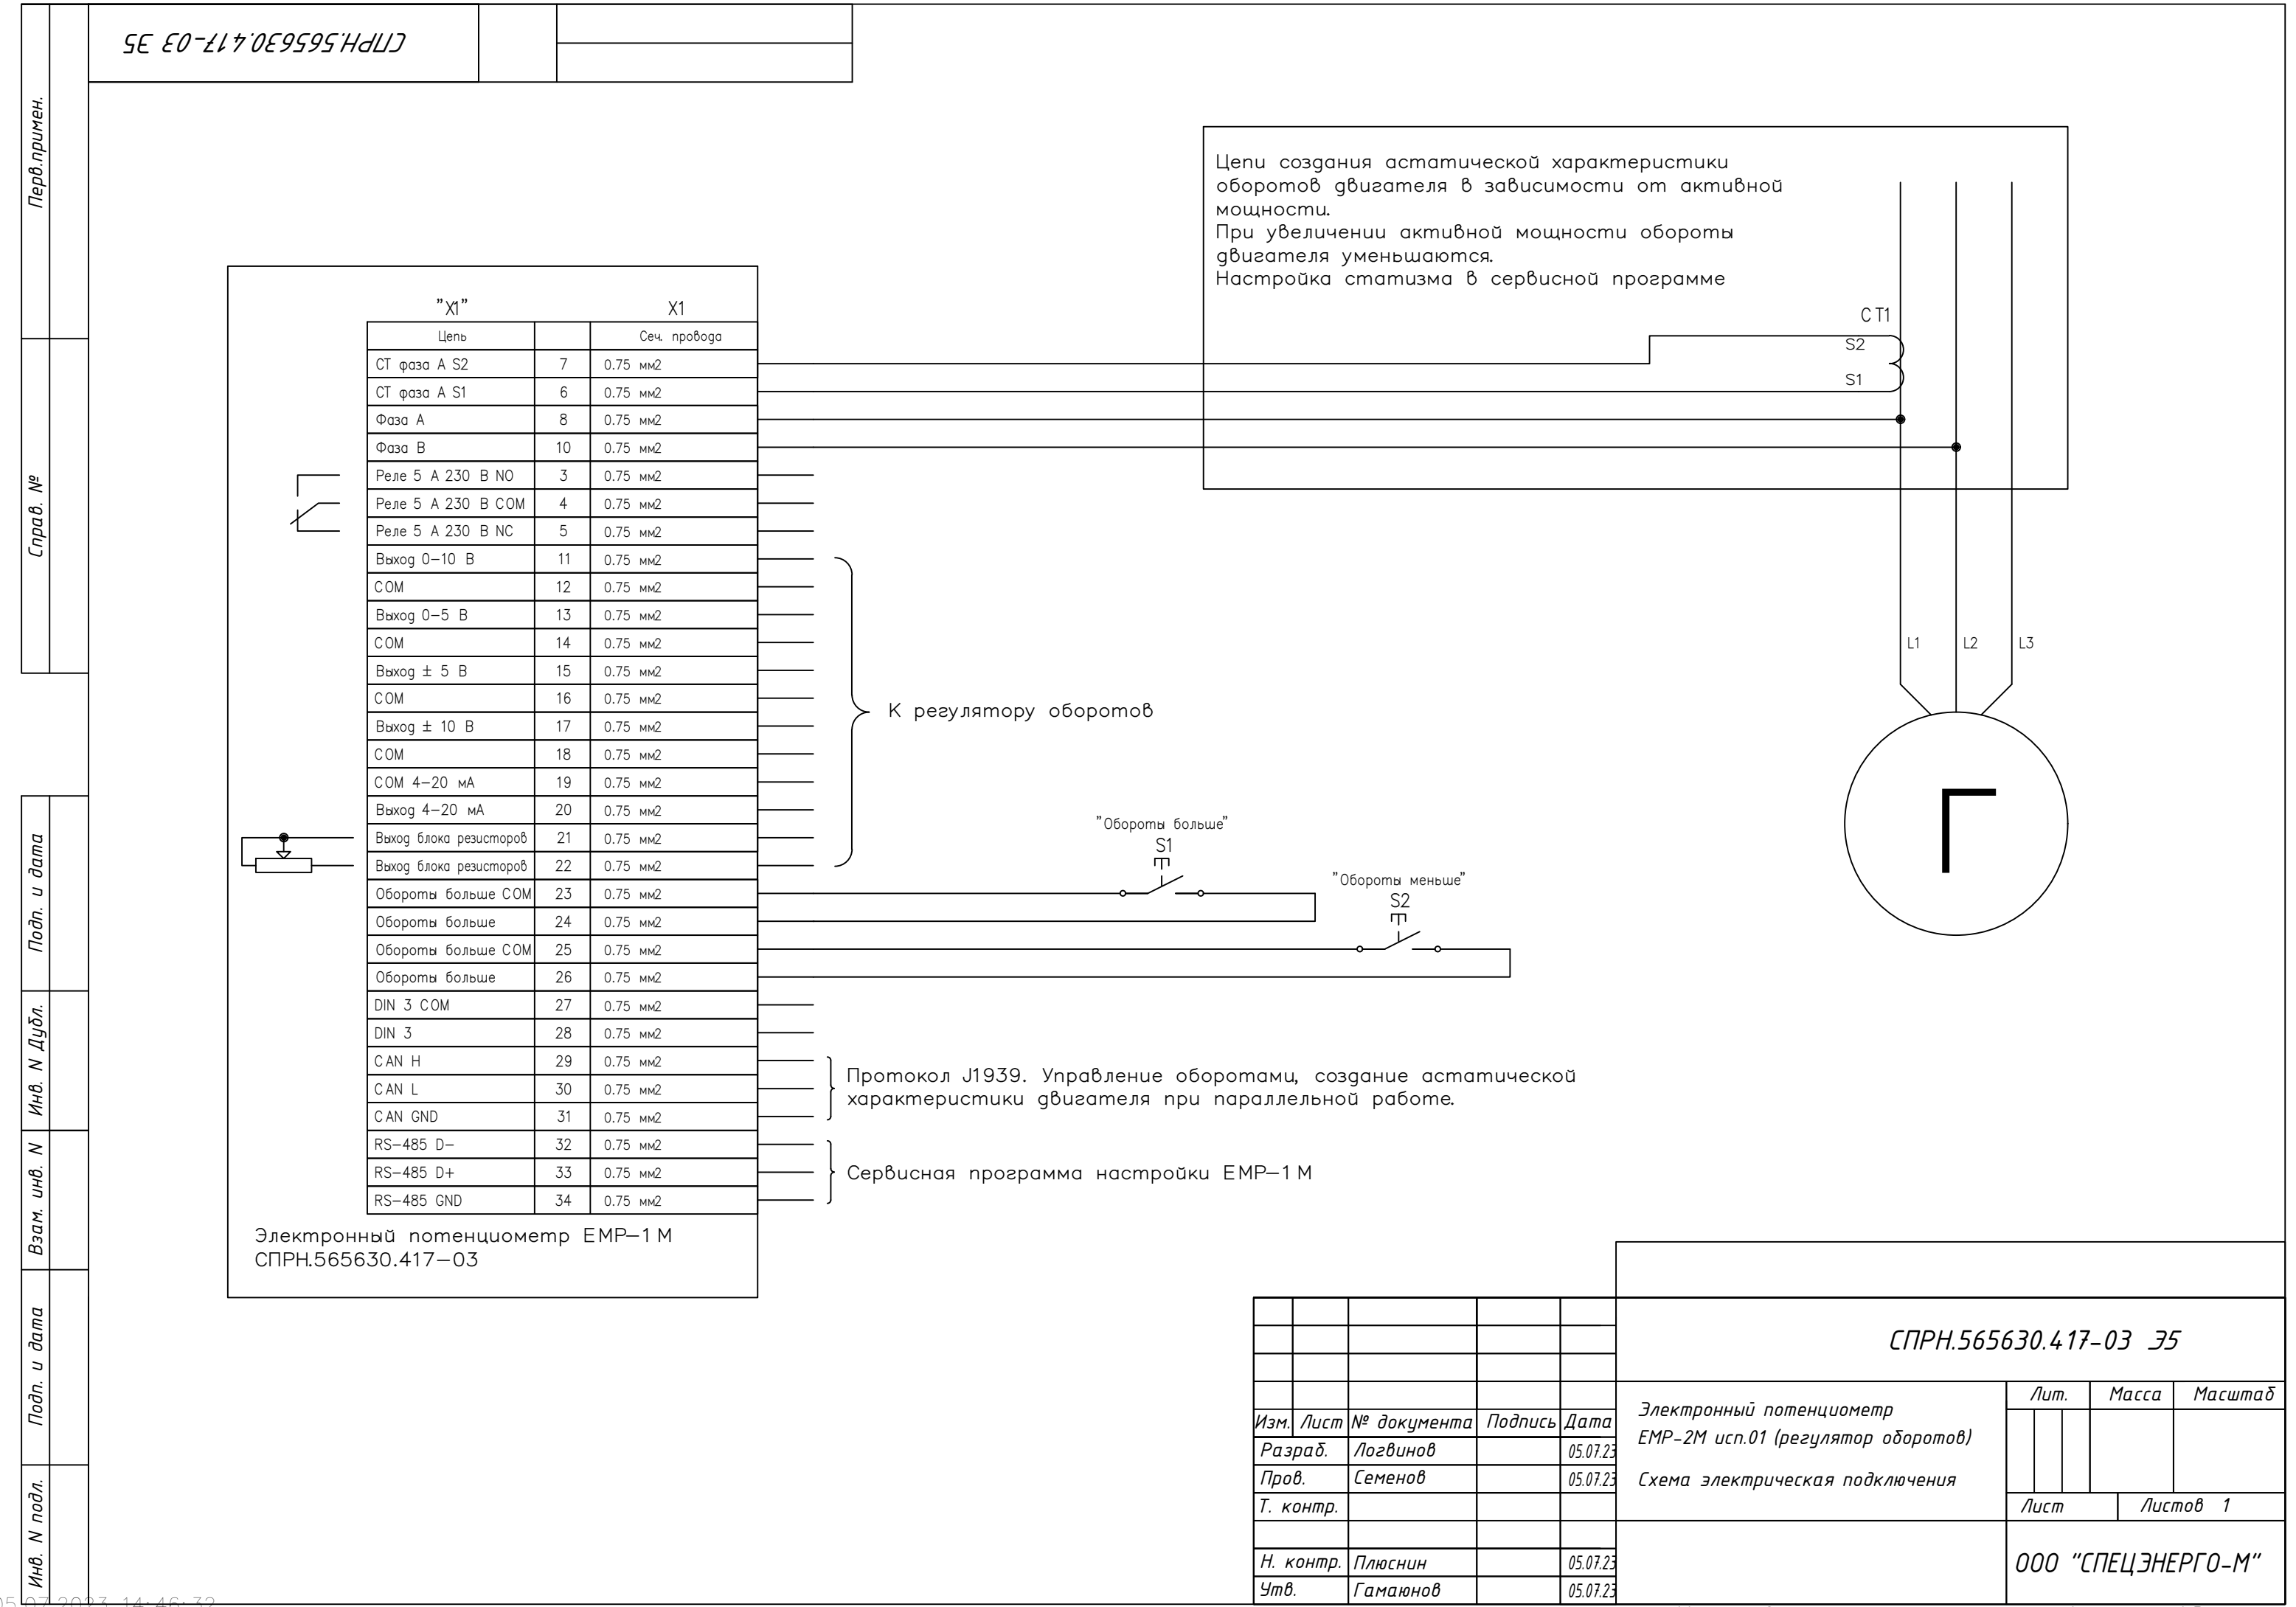 СПРН.565630.417-03 Э5
Перв.примен.
Справ. №
Подп. и дата
Инв. N Дубл.
Взам. инв. N
Подп. и дата
Инв. N подл.
Цепи создания астатической характеристики
оборотов двигателя в зависимости от активной
мощности.
При увеличении активной мощности обороты
двигателя уменьшаются.
Настройка статизма в сервисной программе
CT1
S2
S1
L1 L2 L3
Г
"X1" X1
Цепь Сеч. провода
СТ фаза А S2 7 0.75 мм2
СТ фаза А S1 6 0.75 мм2
Фаза А 8 0.75 мм2
Фаза В 10 0.75 мм2
Реле 5 А 230 В NO 3 0.75 мм2
Реле 5 А 230 В COM 4 0.75 мм2
Реле 5 А 230 В NC 5 0.75 мм2
Выход 0-10 В 11 0.75 мм2
COM 12 0.75 мм2
Выход 0-5 В 13 0.75 мм2
COM 14 0.75 мм2
Выход ± 5 В 15 0.75 мм2
COM 16 0.75 мм2
Выход ± 10 В 17 0.75 мм2
COM 18 0.75 мм2
COM 4-20 мА 19 0.75 мм2
Выход 4-20 мА 20 0.75 мм2
Выход блока резисторов 21 0.75 мм2
Выход блока резисторов 22 0.75 мм2
Обороты больше COM 23 0.75 мм2
Обороты больше 24 0.75 мм2
Обороты больше COM 25 0.75 мм2
Обороты больше 26 0.75 мм2
DIN 3 COM 27 0.75 мм2
DIN 3 28 0.75 мм2
CAN H 29 0.75 мм2
CAN L 30 0.75 мм2
CAN GND 31 0.75 мм2
RS-485 D- 32 0.75 мм2
RS-485 D+ 33 0.75 мм2
RS-485 GND 34 0.75 мм2
Электронный потенциометр EMP-1М
СПРН.565630.417-03
К регулятору оборотов
"Обороты больше"
S1
"Обороты меньше"
S2
Протокол J1939. Управление оборотами, создание астатической
характеристики двигателя при параллельной работе.
Сервисная программа настройки EMP-1М
СПРН.565630.417-03 Э5
Изм. Лист № документа Подпись Дата
Разраб. Логвинов 05.07.23
Пров. Семенов 05.07.23
Т. контр.
Н. контр. Плюснин 05.07.23
Утв. Гамаюнов 05.07.23
Электронный потенциометр
EMP-2М исп.01 (регулятор оборотов)
Схема электрическая подключения
Лит. Масса Масштаб
Лист Листов 1
ООО "СПЕЦЭНЕРГО-М"
05.07.2023 14:46:32